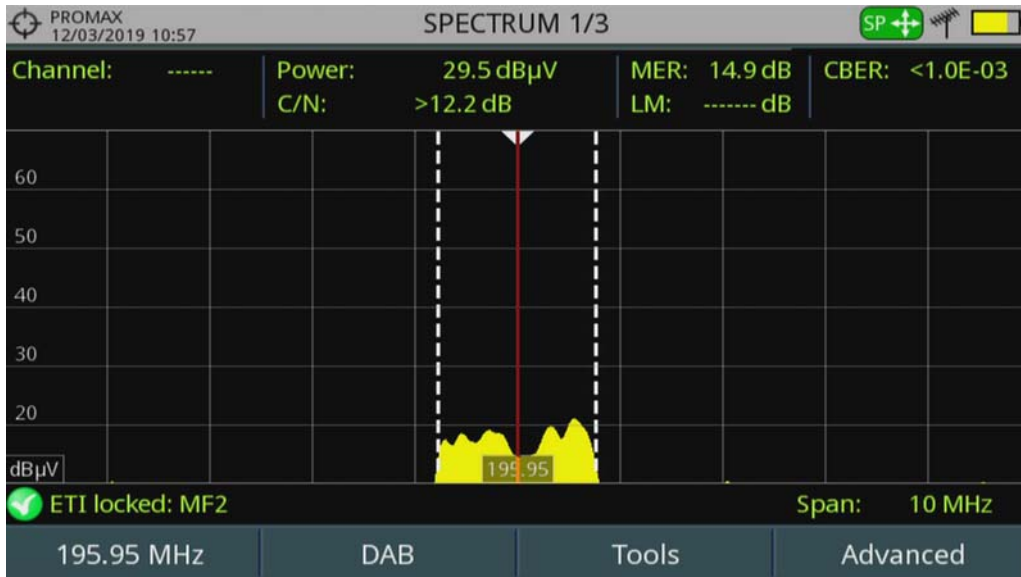 PROMAX
12/03/2019 10:57
SPECTRUM 1/3
SP
Channel: ------
Power: 29.5 dBµV
MER: 14.9 dB
CBER: <1.0E-03
C/N: >12.2 dB
LM: ------- dB
60
50
40
30
20
dBµV
195.95
ETI locked: MF2
Span: 10 MHz
195.95 MHz
DAB
Tools
Advanced